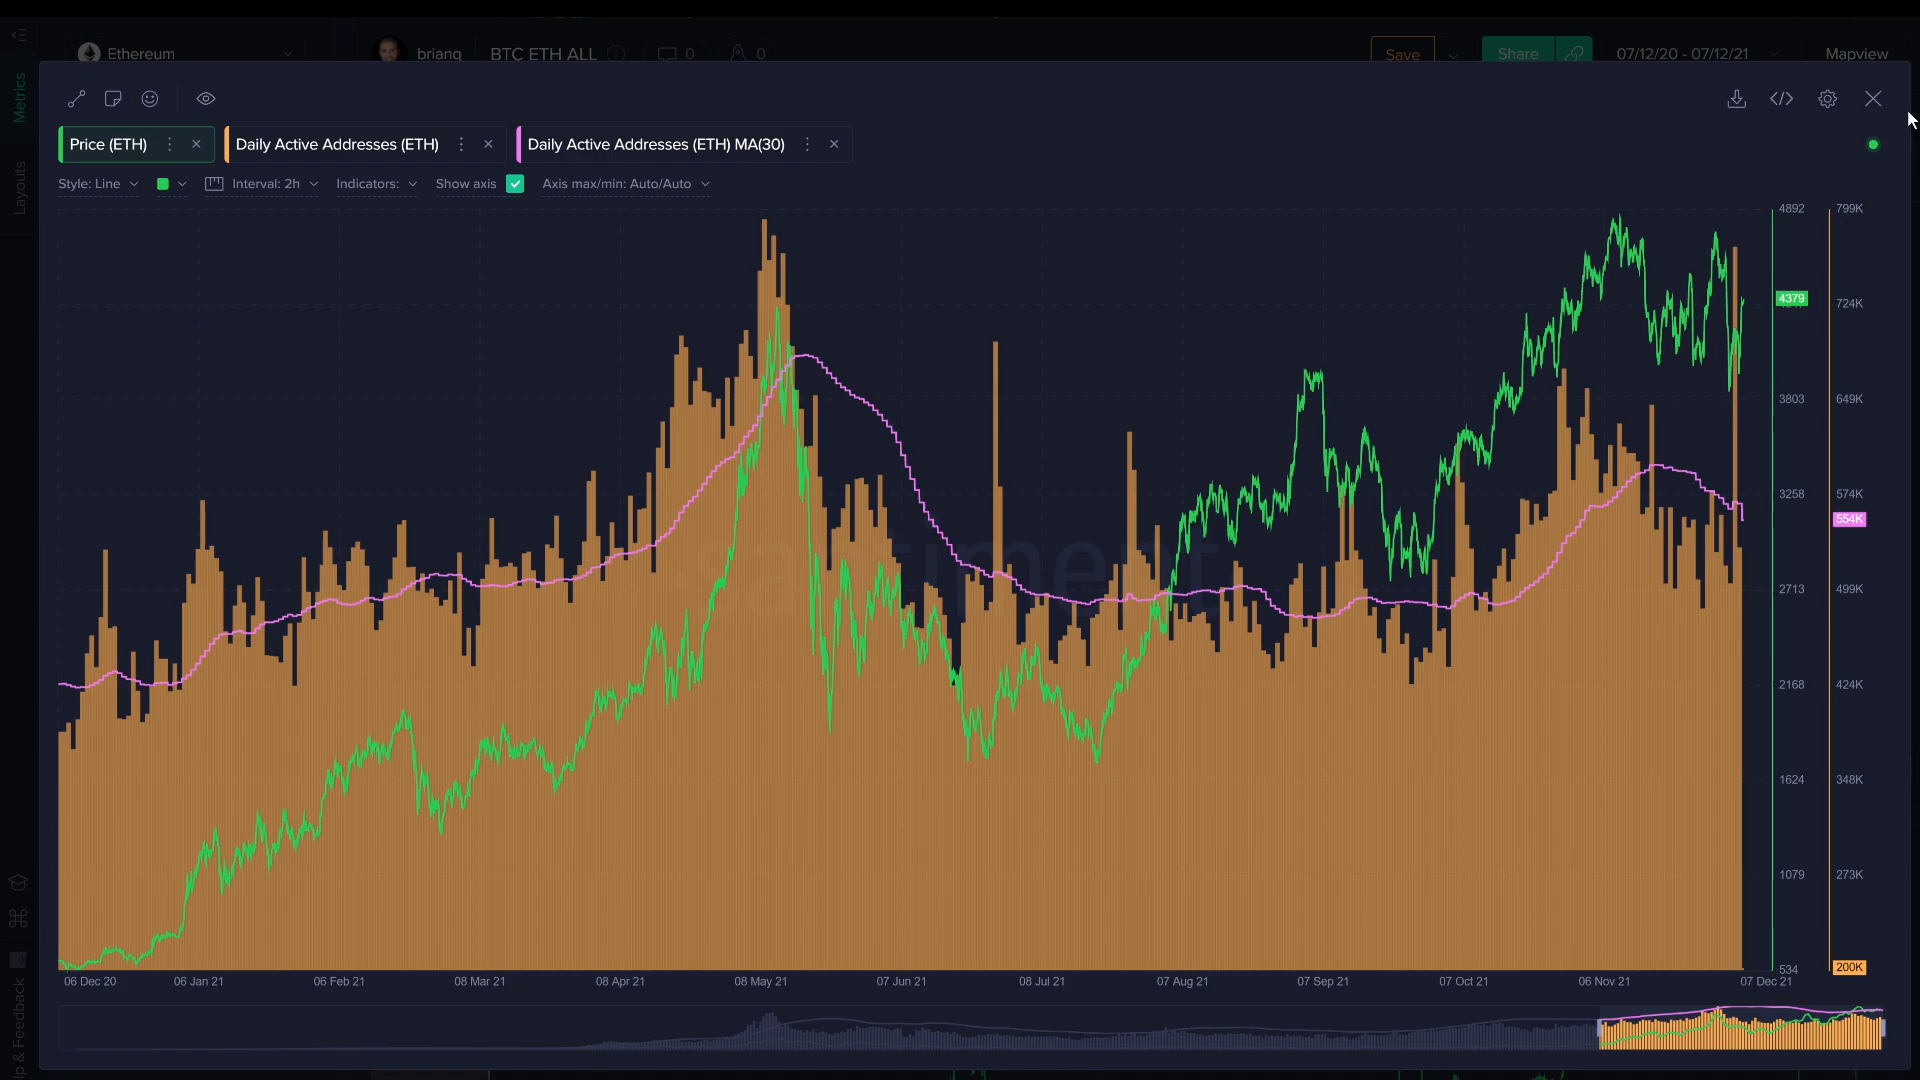 Ethereum
briang
BTC ETH ALL
0
0
Save
Share
07/12/20 - 07/12/21
Mapview
Metrics
Layouts
Price (ETH)
Daily Active Addresses (ETH)
Daily Active Addresses (ETH) MA(30)
Style: Line
Interval: 2h
Indicators:
Show axis
Axis max/min: Auto/Auto
4892 799K
4379 724K
3803 649K
3258 574K
554K
2713 499K
2168 424K
1624 348K
1079 273K
534 200K
06 Dec 20
06 Jan 21
06 Feb 21
08 Mar 21
08 Apr 21
08 May 21
07 Jun 21
08 Jul 21
07 Aug 21
07 Sep 21
07 Oct 21
06 Nov 21
07 Dec 21
lp & Feedback